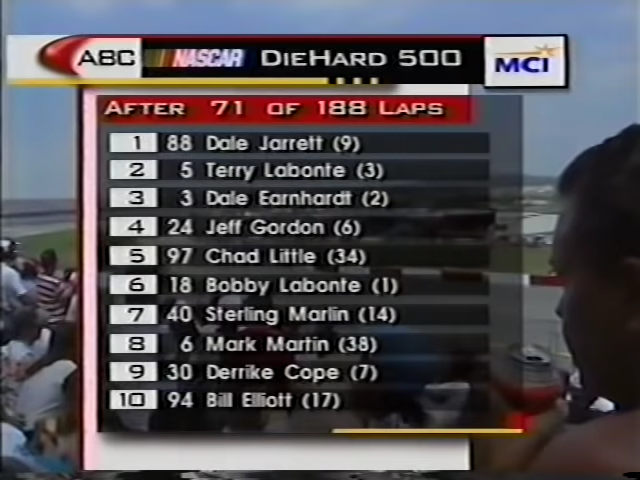 ABC NASCAR DIEHARD 500 MCI
AFTER 71 OF 188 LAPS
1 88 Dale Jarrett (9)
2 5 Terry Labonte (3)
3 3 Dale Earnhardt (2)
4 24 Jeff Gordon (6)
5 97 Chad Little (34)
6 18 Bobby Labonte (1)
7 40 Sterling Marlin (14)
8 6 Mark Martin (38)
9 30 Derrike Cope (7)
10 94 Bill Elliott (17)